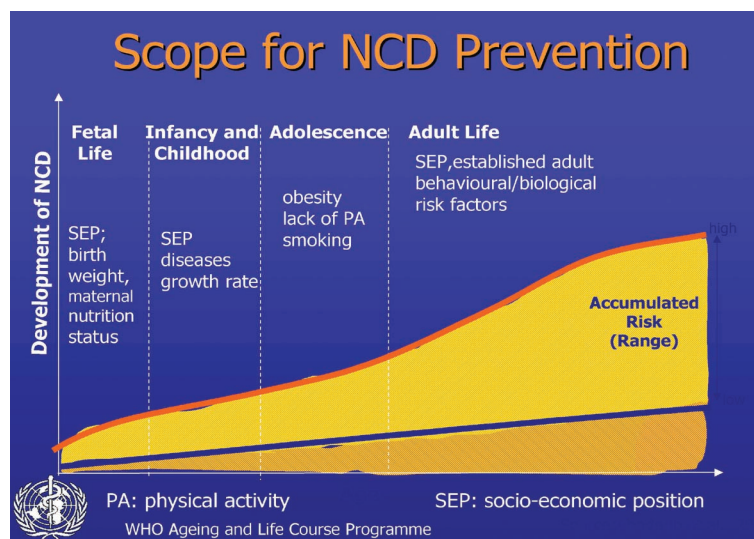 Scope for NCD Prevention
Development of NCD
Fetal
Life
Infancy and
Childhood
Adolescence
Adult Life
SEP;
birth
weight,
maternal
nutrition
status
SEP
diseases
growth rate
obesity
lack of PA
smoking
SEP,established adult
behavioural/biological
risk factors
high
Accumulated
Risk
(Range)
PA: physical activity
SEP: socio-economic position
WHO Ageing and Life Course Programme